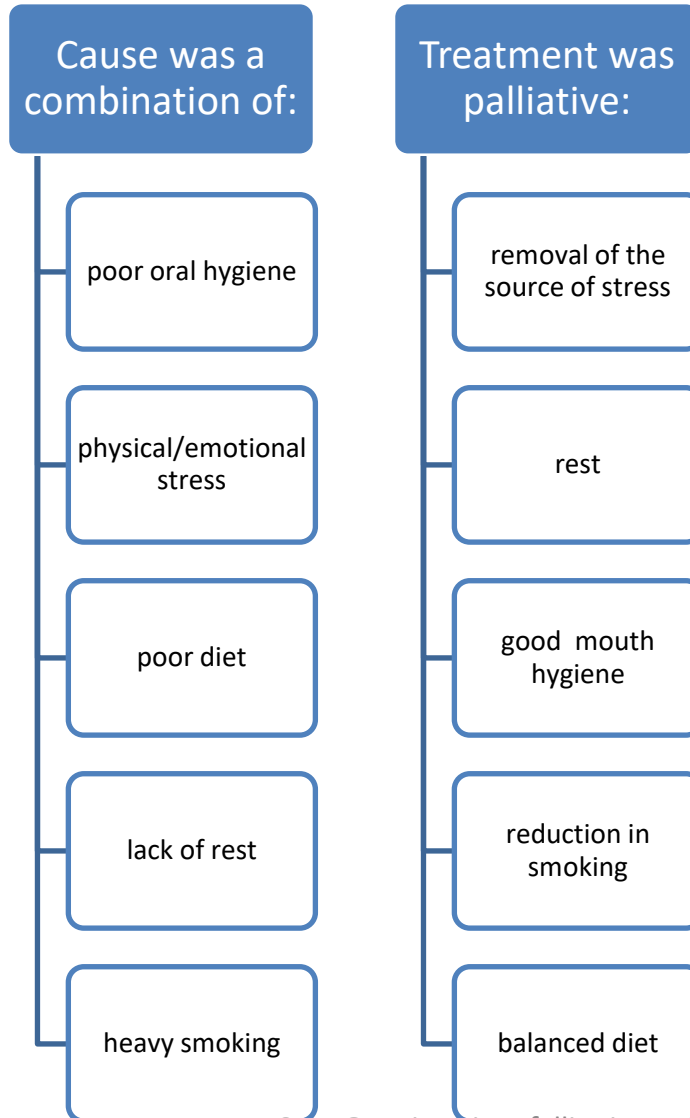 Cause was a
combination of:
poor oral hygiene
physical/emotional
stress
poor diet
lack of rest
heavy smoking
Treatment was
palliative:
removal of the
source of stress
rest
good mouth
hygiene
reduction in
smoking
balanced diet